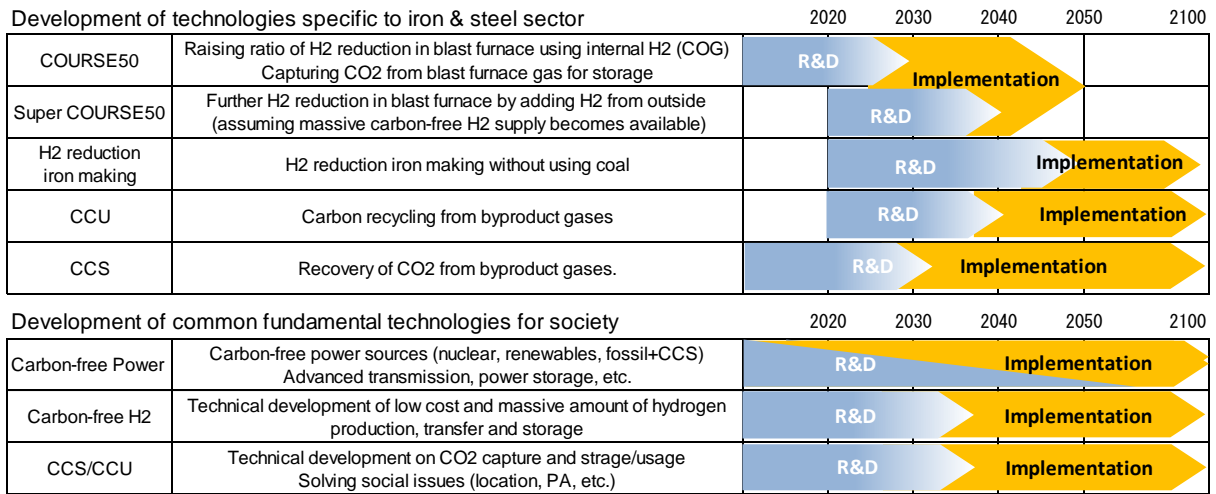 Development of technologies specific to iron & steel sector 2020 2030 2040 2050 2100
COURSE50
Raising ratio of H2 reduction in blast furnace using internal H2 (COG)
Capturing CO2 from blast furnace gas for storage
R&D
Implementation
Super COURSE50
Further H2 reduction in blast furnace by adding H2 from outside
(assuming massive carbon-free H2 supply becomes available)
R&D
H2 reduction
iron making
H2 reduction iron making without using coal
R&D
Implementation
CCU
Carbon recycling from byproduct gases
R&D
Implementation
CCS
Recovery of CO2 from byproduct gases.
R&D
Implementation
Development of common fundamental technologies for society 2020 2030 2040 2050 2100
Carbon-free Power
Carbon-free power sources (nuclear, renewables, fossil+CCS)
Advanced transmission, power storage, etc.
R&D
Implementation
Carbon-free H2
Technical development of low cost and massive amount of hydrogen
production, transfer and storage
R&D
Implementation
CCS/CCU
Technical development on CO2 capture and strage/usage
Solving social issues (location, PA, etc.)
R&D
Implementation